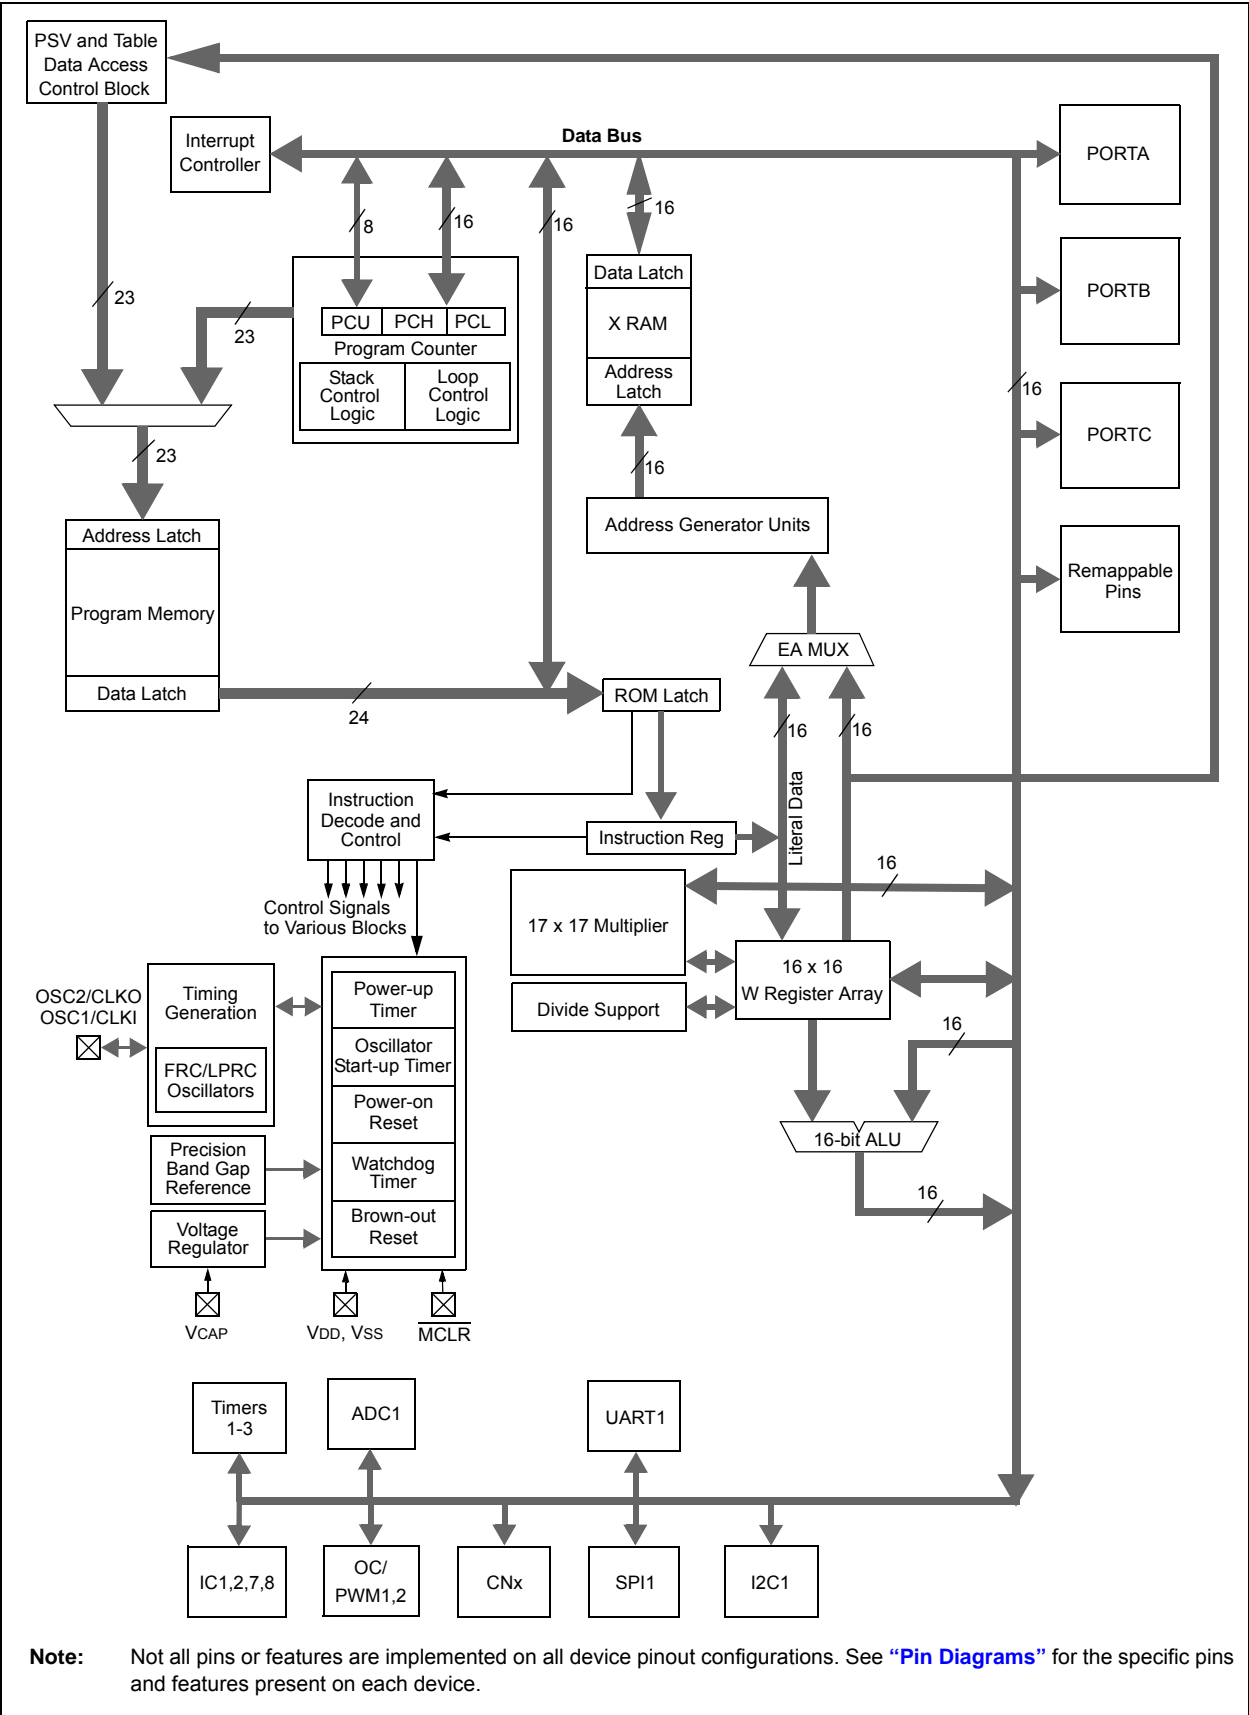 PSV and Table
Data Access
Control Block
Interrupt
Controller
Data Bus
PORTA
8
16
16
16
23
23
PCU
PCH
PCL
Program Counter
Stack
Control
Logic
Loop
Control
Logic
Data Latch
X RAM
Address
Latch
PORTB
16
PORTC
23
16
Address Latch
Program Memory
Data Latch
Address Generator Units
Remappable
Pins
EA MUX
24
ROM Latch
16
16
Literal Data
Instruction
Decode and
Control
Instruction Reg
16
Control Signals
to Various Blocks
17 x 17 Multiplier
16 x 16
W Register Array
Divide Support
OSC2/CLKO
OSC1/CLKI
Timing
Generation
FRC/LPRC
Oscillators
Power-up
Timer
Oscillator
Start-up Timer
Power-on
Reset
Watchdog
Timer
Brown-out
Reset
16
16-bit ALU
16
Precision
Band Gap
Reference
Voltage
Regulator
VCAP
VDD, VSS
MCLR
Timers
1-3
ADC1
UART1
IC1,2,7,8
OC/
PWM1,2
CNx
SPI1
I2C1
Note: Not all pins or features are implemented on all device pinout configurations. See “Pin Diagrams” for the specific pins
and features present on each device.